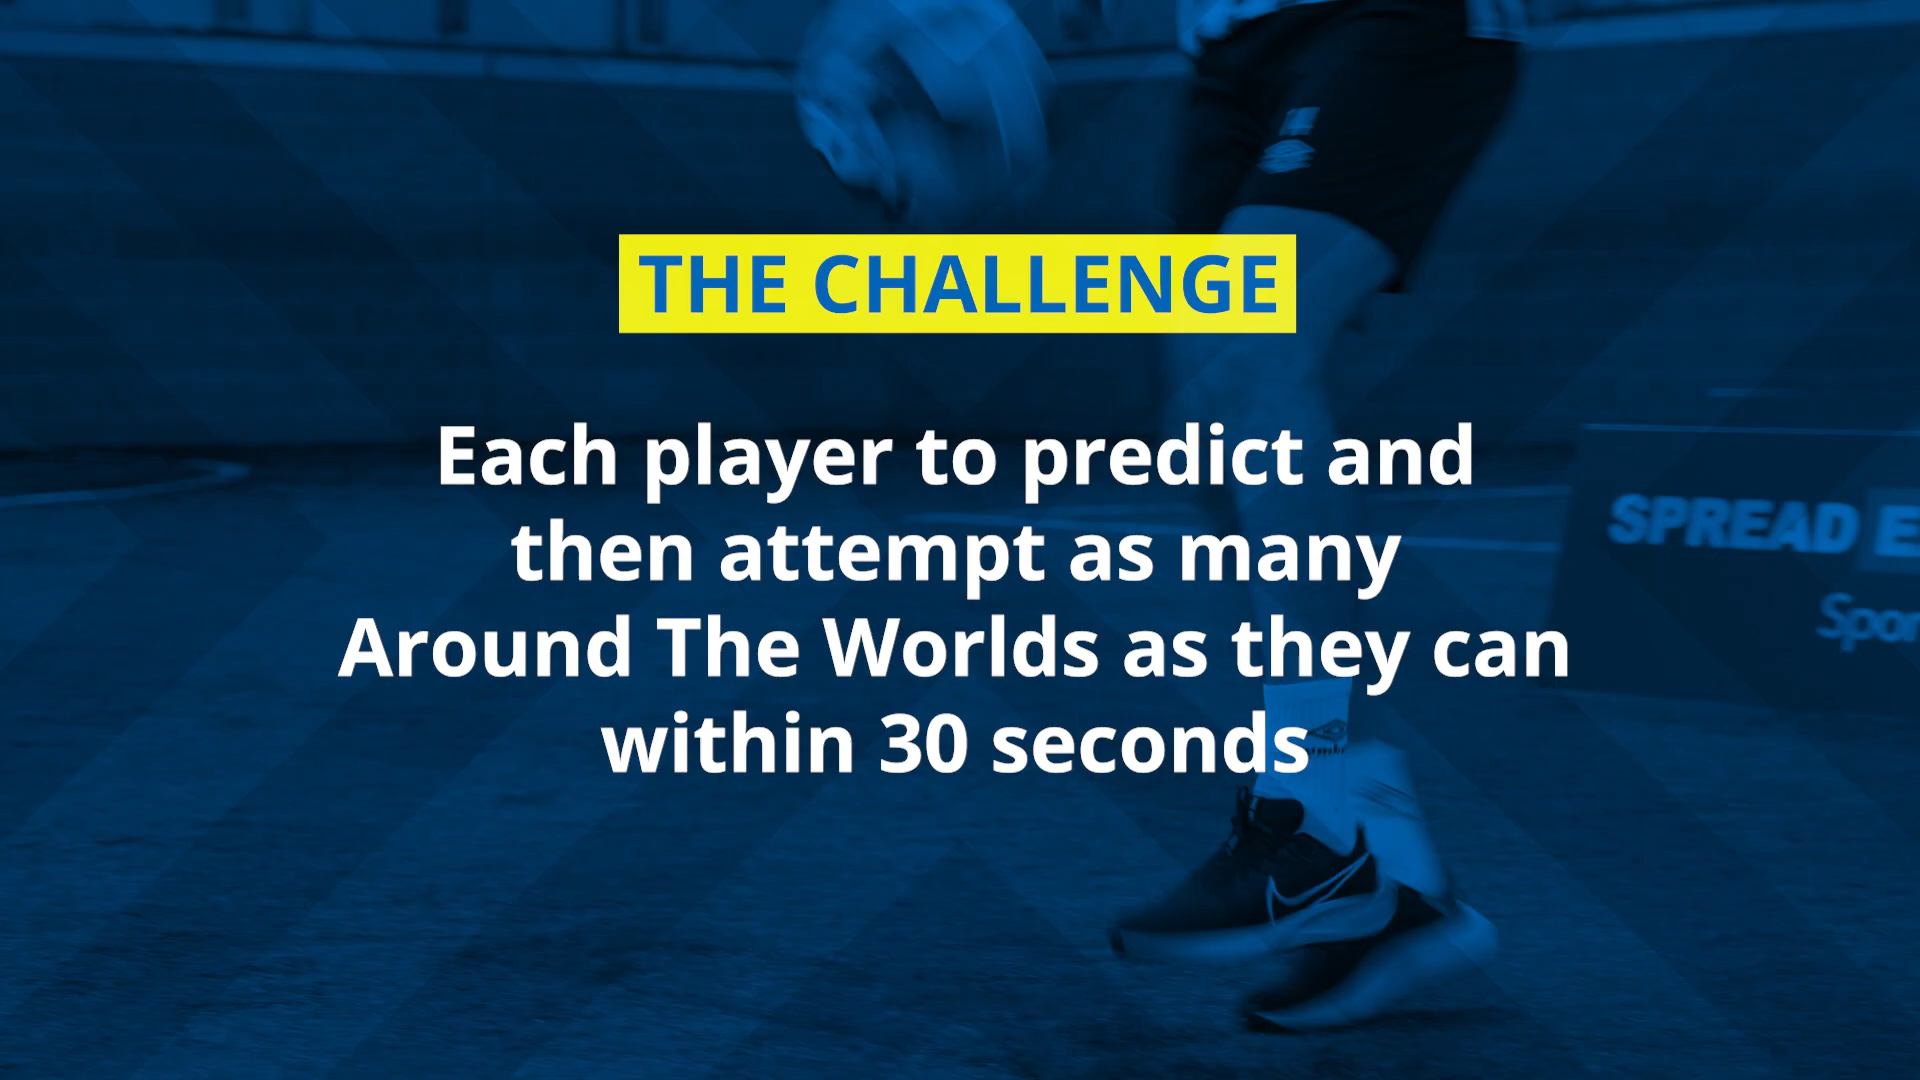 THE CHALLENGE
Each player to predict and
then attempt as many
Around The Worlds as they can
within 30 seconds
SPREAD